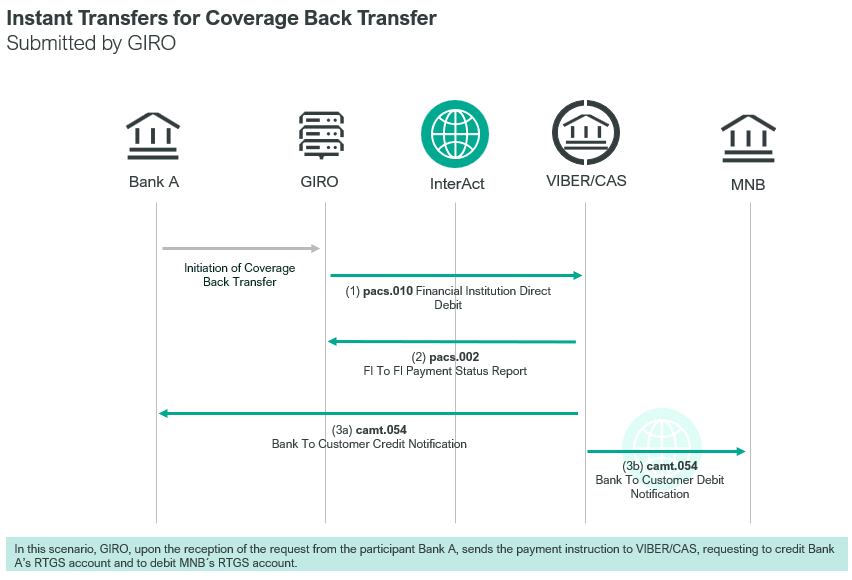 Instant Transfers for Coverage Back Transfer
Submitted by GIRO
Bank A
GIRO
InterAct
VIBER/CAS
MNB
Initiation of Coverage
Back Transfer
(1) pacs.010 Financial Institution Direct
Debit
(2) pacs.002
FI To FI Payment Status Report
(3a) camt.054
Bank To Customer Credit Notification
(3b) camt.054
Bank To Customer Debit
Notification
In this scenario, GIRO, upon the reception of the request from the participant Bank A, sends the payment instruction to VIBER/CAS, requesting to credit Bank
A’s RTGS account and to debit MNB´s RTGS account.